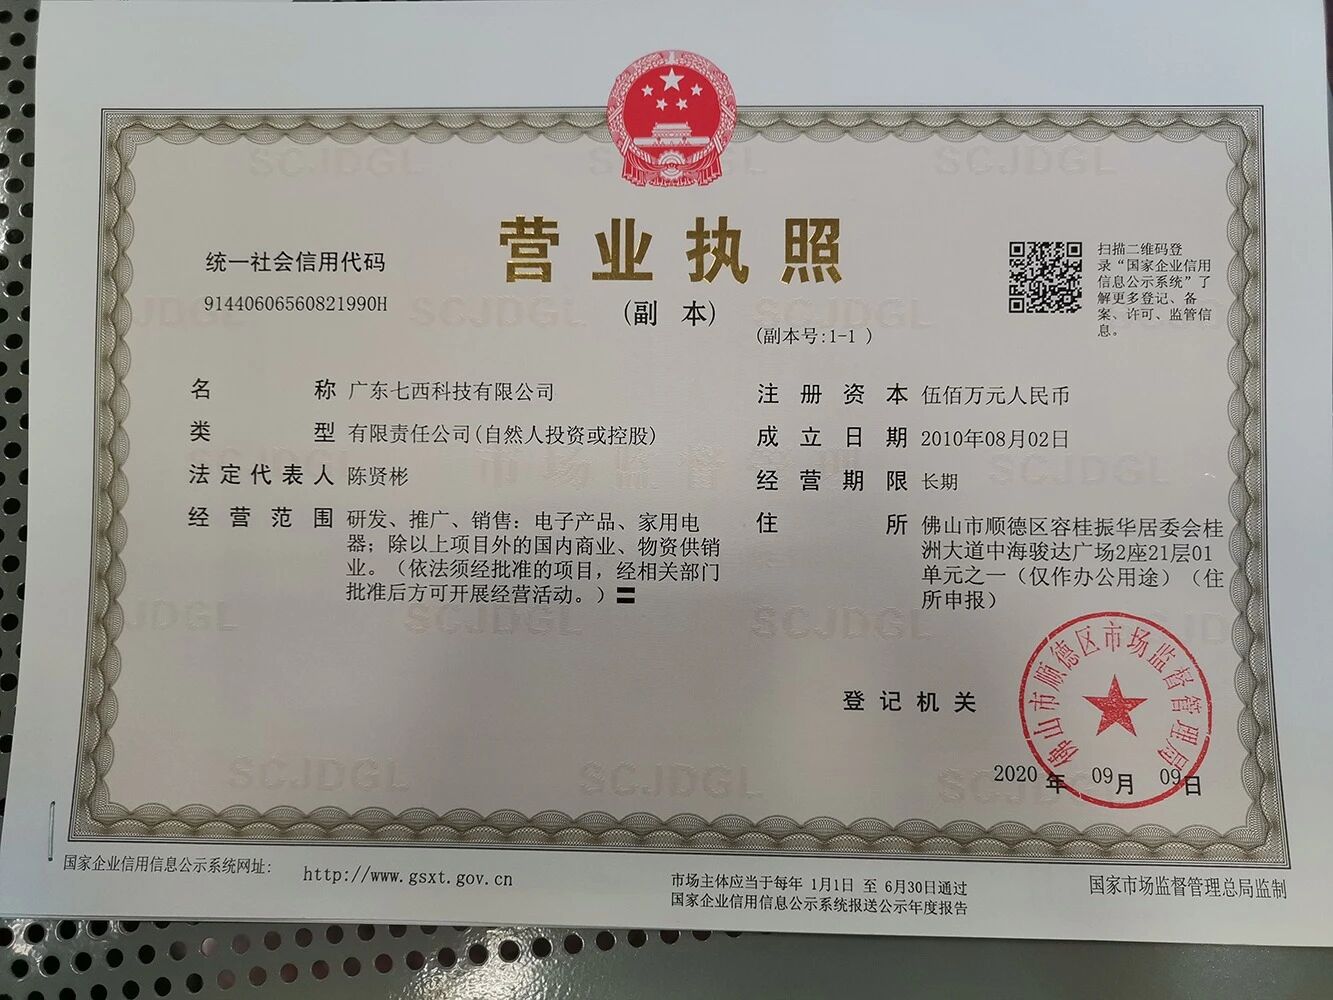 SCJDGL
SCJDGL
SCJDGL
营业执照
(副 本)
(副本号:1-1 )
统一社会信用代码
91440606560821990H
扫描二维码登
录“国家企业信用
信息公示系统”了
解更多登记、备
案、许可、监管信
息。
名 称 广东七西科技有限公司
类 型 有限责任公司(自然人投资或控股)
法定代表人 陈贤彬
经营范围 研发、推广、销售：电子产品、家用电
器；除以上项目外的国内商业、物资供销
业。（依法须经批准的项目，经相关部门
批准后方可开展经营活动。）
注册资本 伍佰万元人民币
成立日期 2010年08月02日
经营期限 长期
住 所 佛山市顺德区容桂振华居委会桂
洲大道中海骏达广场2座21层01
单元之一（仅作办公用途）（住
所申报）
登记机关
佛山市顺德区市场监督管理局
2020 年 09 月 09 日
国家企业信用信息公示系统网址：
http://www.gsxt.gov.cn
市场主体应当于每年 1月1日 至 6月30日通过
国家企业信用信息公示系统报送公示年度报告
国家市场监督管理总局监制